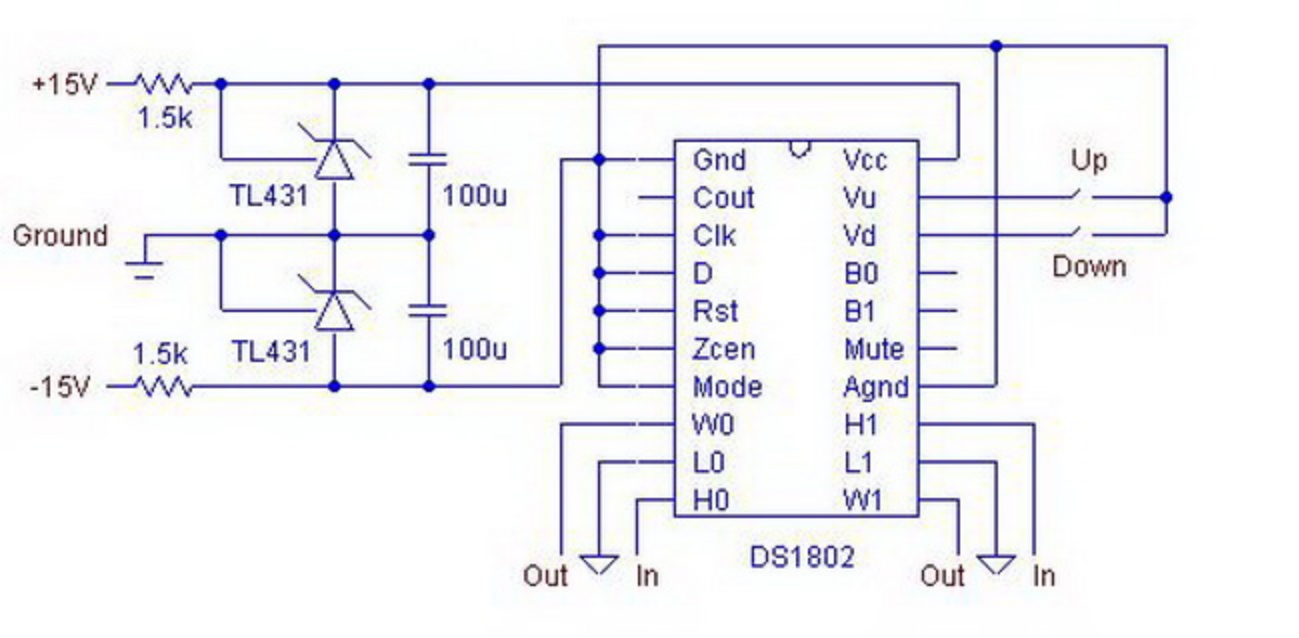 +15V
1.5k
TL431
100u
Ground
1.5k
TL431
100u
-15V
Gnd
Cout
Clk
D
Rst
Zcen
Mode
W0
L0
H0
Vcc
Vu
Vd
B0
B1
Mute
Agnd
H1
L1
W1
Up
Down
DS1802
Out
In
Out
In